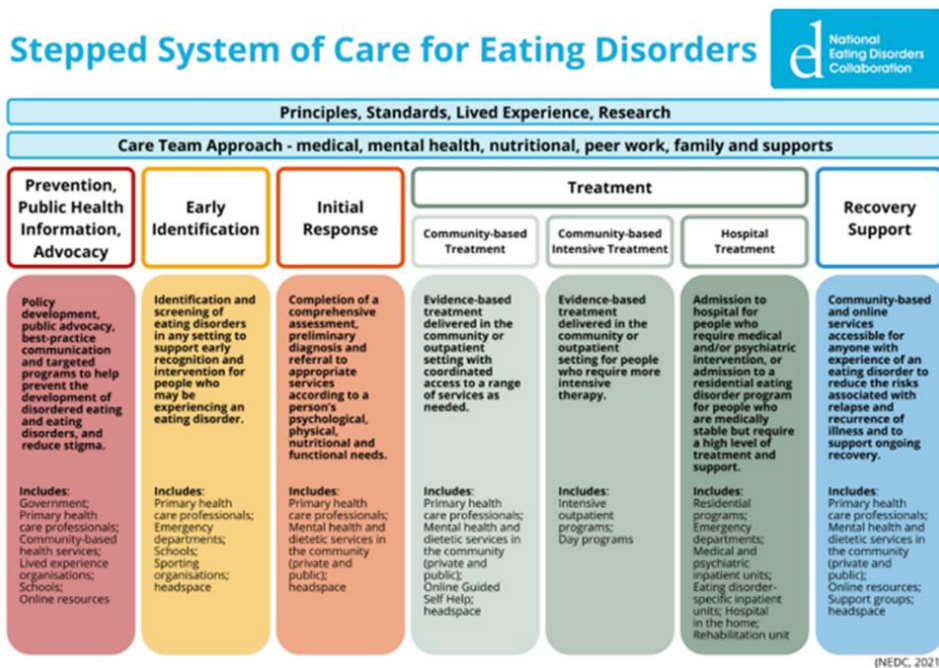 Stepped System of Care for Eating Disorders
d
National
Eating Disorders
Collaboration
Principles, Standards, Lived Experience, Research
Care Team Approach - medical, mental health, nutritional, peer work, family and supports
Prevention,
Public Health
Information,
Advocacy
Early
Identification
Initial
Response
Treatment
Community-based
Treatment
Community-based
Intensive Treatment
Hospital
Treatment
Recovery
Support
Policy
development,
public advocacy,
best-practice
communication
and targeted
programs to help
prevent the
development of
disordered eating
and eating
disorders, and
reduce stigma.
Includes:
Government;
Primary health
care professionals;
Community-based
health services;
Lived experience
organisations;
Schools;
Online resources
Identification and
screening of
eating disorders
in any setting to
support early
recognition and
intervention for
people who
may be
experiencing an
eating disorder.
Includes:
Primary health
care professionals;
Emergency
departments;
Schools;
Sporting
organisations;
headspace
Completion of a
comprehensive
assessment,
preliminary
diagnosis and
referral to
appropriate
services
according to a
person's
psychological,
physical,
nutritional and
functional needs.
Includes:
Primary health
care professionals;
Mental health and
dietetic services in
the community
(private and
public);
headspace
Evidence-based
treatment
delivered in the
community or
outpatient
setting with
coordinated
access to a range
of services as
needed.
Includes:
Primary health
care professionals;
Mental health and
dietetic services in
the community
(private and
public);
Online Guided
Self Help;
headspace
Evidence-based
treatment
delivered in the
community or
outpatient
setting for people
who require more
intensive
therapy.
Includes:
Intensive
outpatient
programs;
Day programs
Admission to
hospital for
people who
require medical
and/or psychiatric
intervention, or
admission to a
residential eating
disorder program
for people who
are medically
stable but require
a high level of
treatment and
support.
Includes:
Residential
programs;
Emergency
departments;
Medical and
psychiatric
inpatient units;
Eating disorder-
specific inpatient
units; Hospital
in the home;
Rehabilitation unit
Community-based
and online
services
accessible for
anyone with
experience of an
eating disorder to
reduce the risks
associated with
relapse and
recurrence of
illness and to
support ongoing
recovery.
Includes:
Primary health
care professionals;
Mental health and
dietetic services in
the community
(private and
public);
Online resources;
Support groups;
headspace
(NEDC, 2021